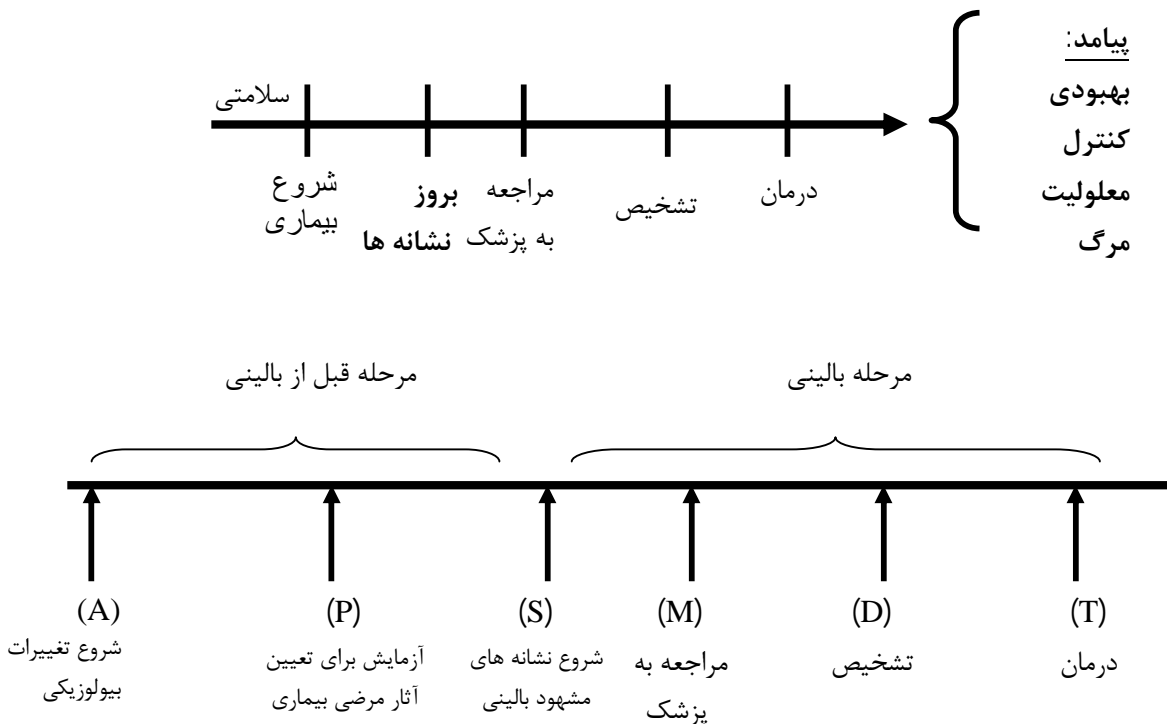 پیامد:
بهبودی
کنترل
معلولیت
مرگ
سلامتی
شروع
بیماری
بروز
نشانه ها
مراجعه
به پزشک
تشخیص
درمان
مرحله قبل از بالینی
مرحله بالینی
(A)
شروع تغییرات
بیولوزیکی
(P)
آزمایش برای تعیین
آثار مرضی بیماری
(S)
شروع نشانه های
مشهود بالینی
(M)
مراجعه به
پزشک
(D)
تشخیص
(T)
درمان